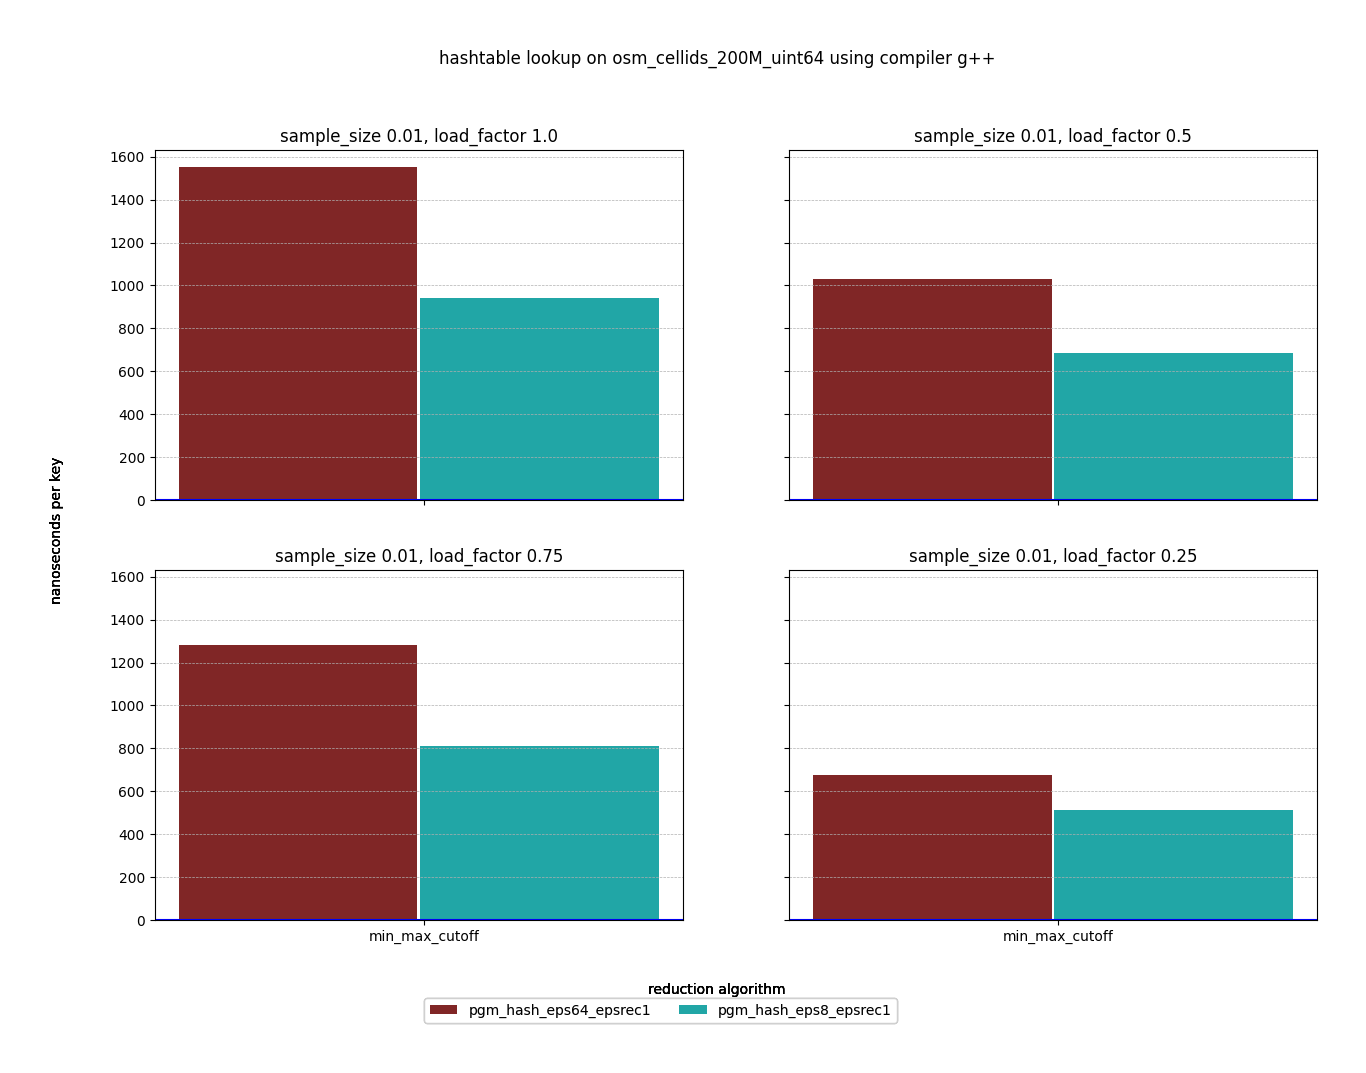 hashtable lookup on osm_cellids_200M_uint64 using compiler g++
sample_size 0.01, load_factor 1.0
1600
1400
1200
1000
800
600
400
200
0
sample_size 0.01, load_factor 0.5
nanoseconds per key
sample_size 0.01, load_factor 0.75
1600
1400
1200
1000
800
600
400
200
0
min_max_cutoff
sample_size 0.01, load_factor 0.25
min_max_cutoff
reduction algorithm
pgm_hash_eps64_epsrec1
pgm_hash_eps8_epsrec1